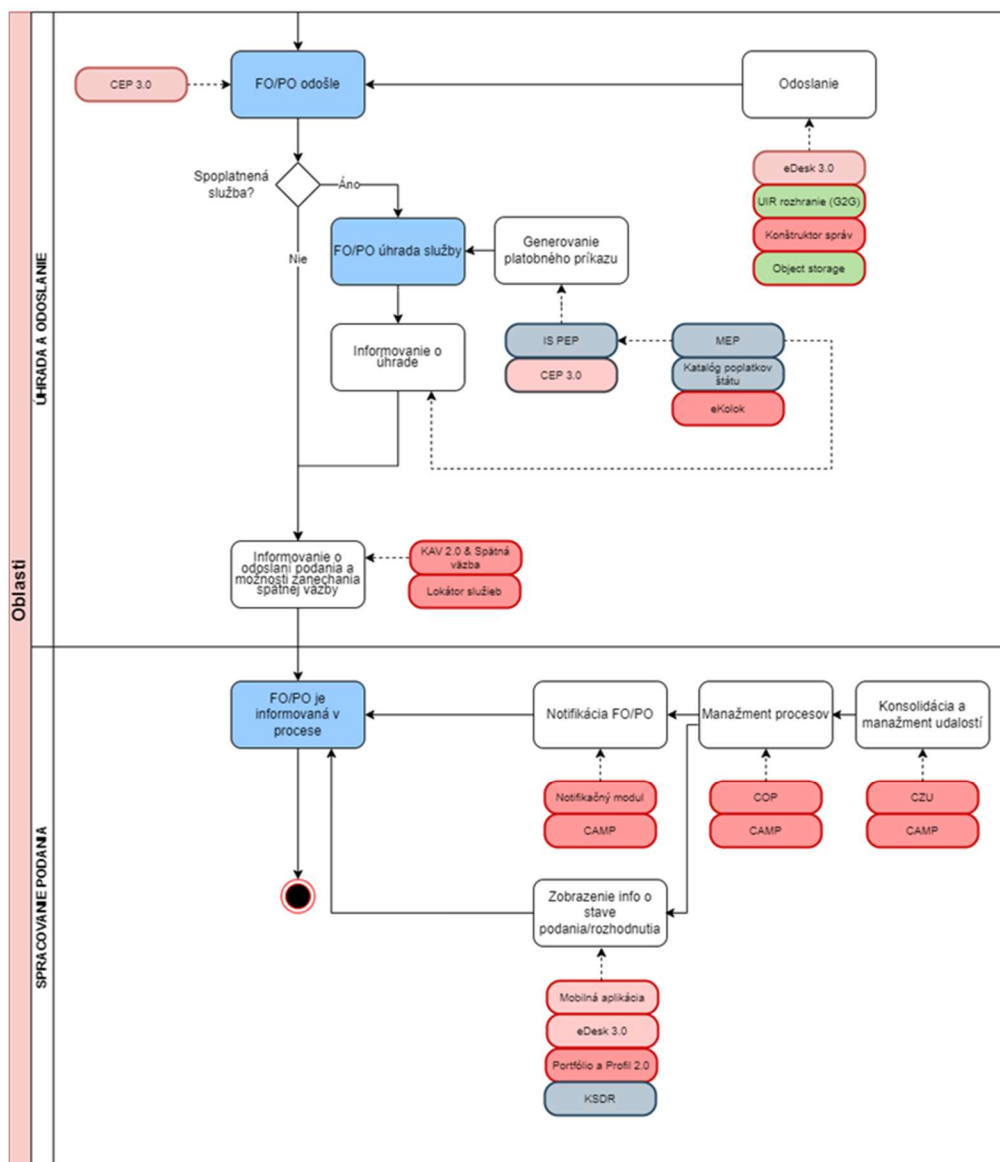 Oblasti
ÚHRADA A ODOSLANIE
CEP 3.0
FO/PO odošle
Odoslanie
eDesk 3.0
UIR rozhranie (G2G)
Konštruktor správ
Object storage
Spoplatnená
služba?
Áno
Nie
FO/PO úhrada služby
Generovanie
platobného príkazu
Informovanie o
úhrade
IS PEP
CEP 3.0
MEP
Katalóg poplatkov
štátu
eKolok
Informovanie o
odoslaní podania a
možnosti zanechania
spätnej väzby
KAV 2.0 & Spätná
väzba
Lokátor služieb
SPRACOVANIE PODANIA
FO/PO je
informovaná v
procese
Notifikácia FO/PO
Manažment procesov
Konsolidácia a
manažment udalostí
Notifikačný modul
CAMP
COP
CAMP
CZU
CAMP
Zobrazenie info o
stave
podania/rozhodnutia
Mobilná aplikácia
eDesk 3.0
Portfólio a Profil 2.0
KSDR